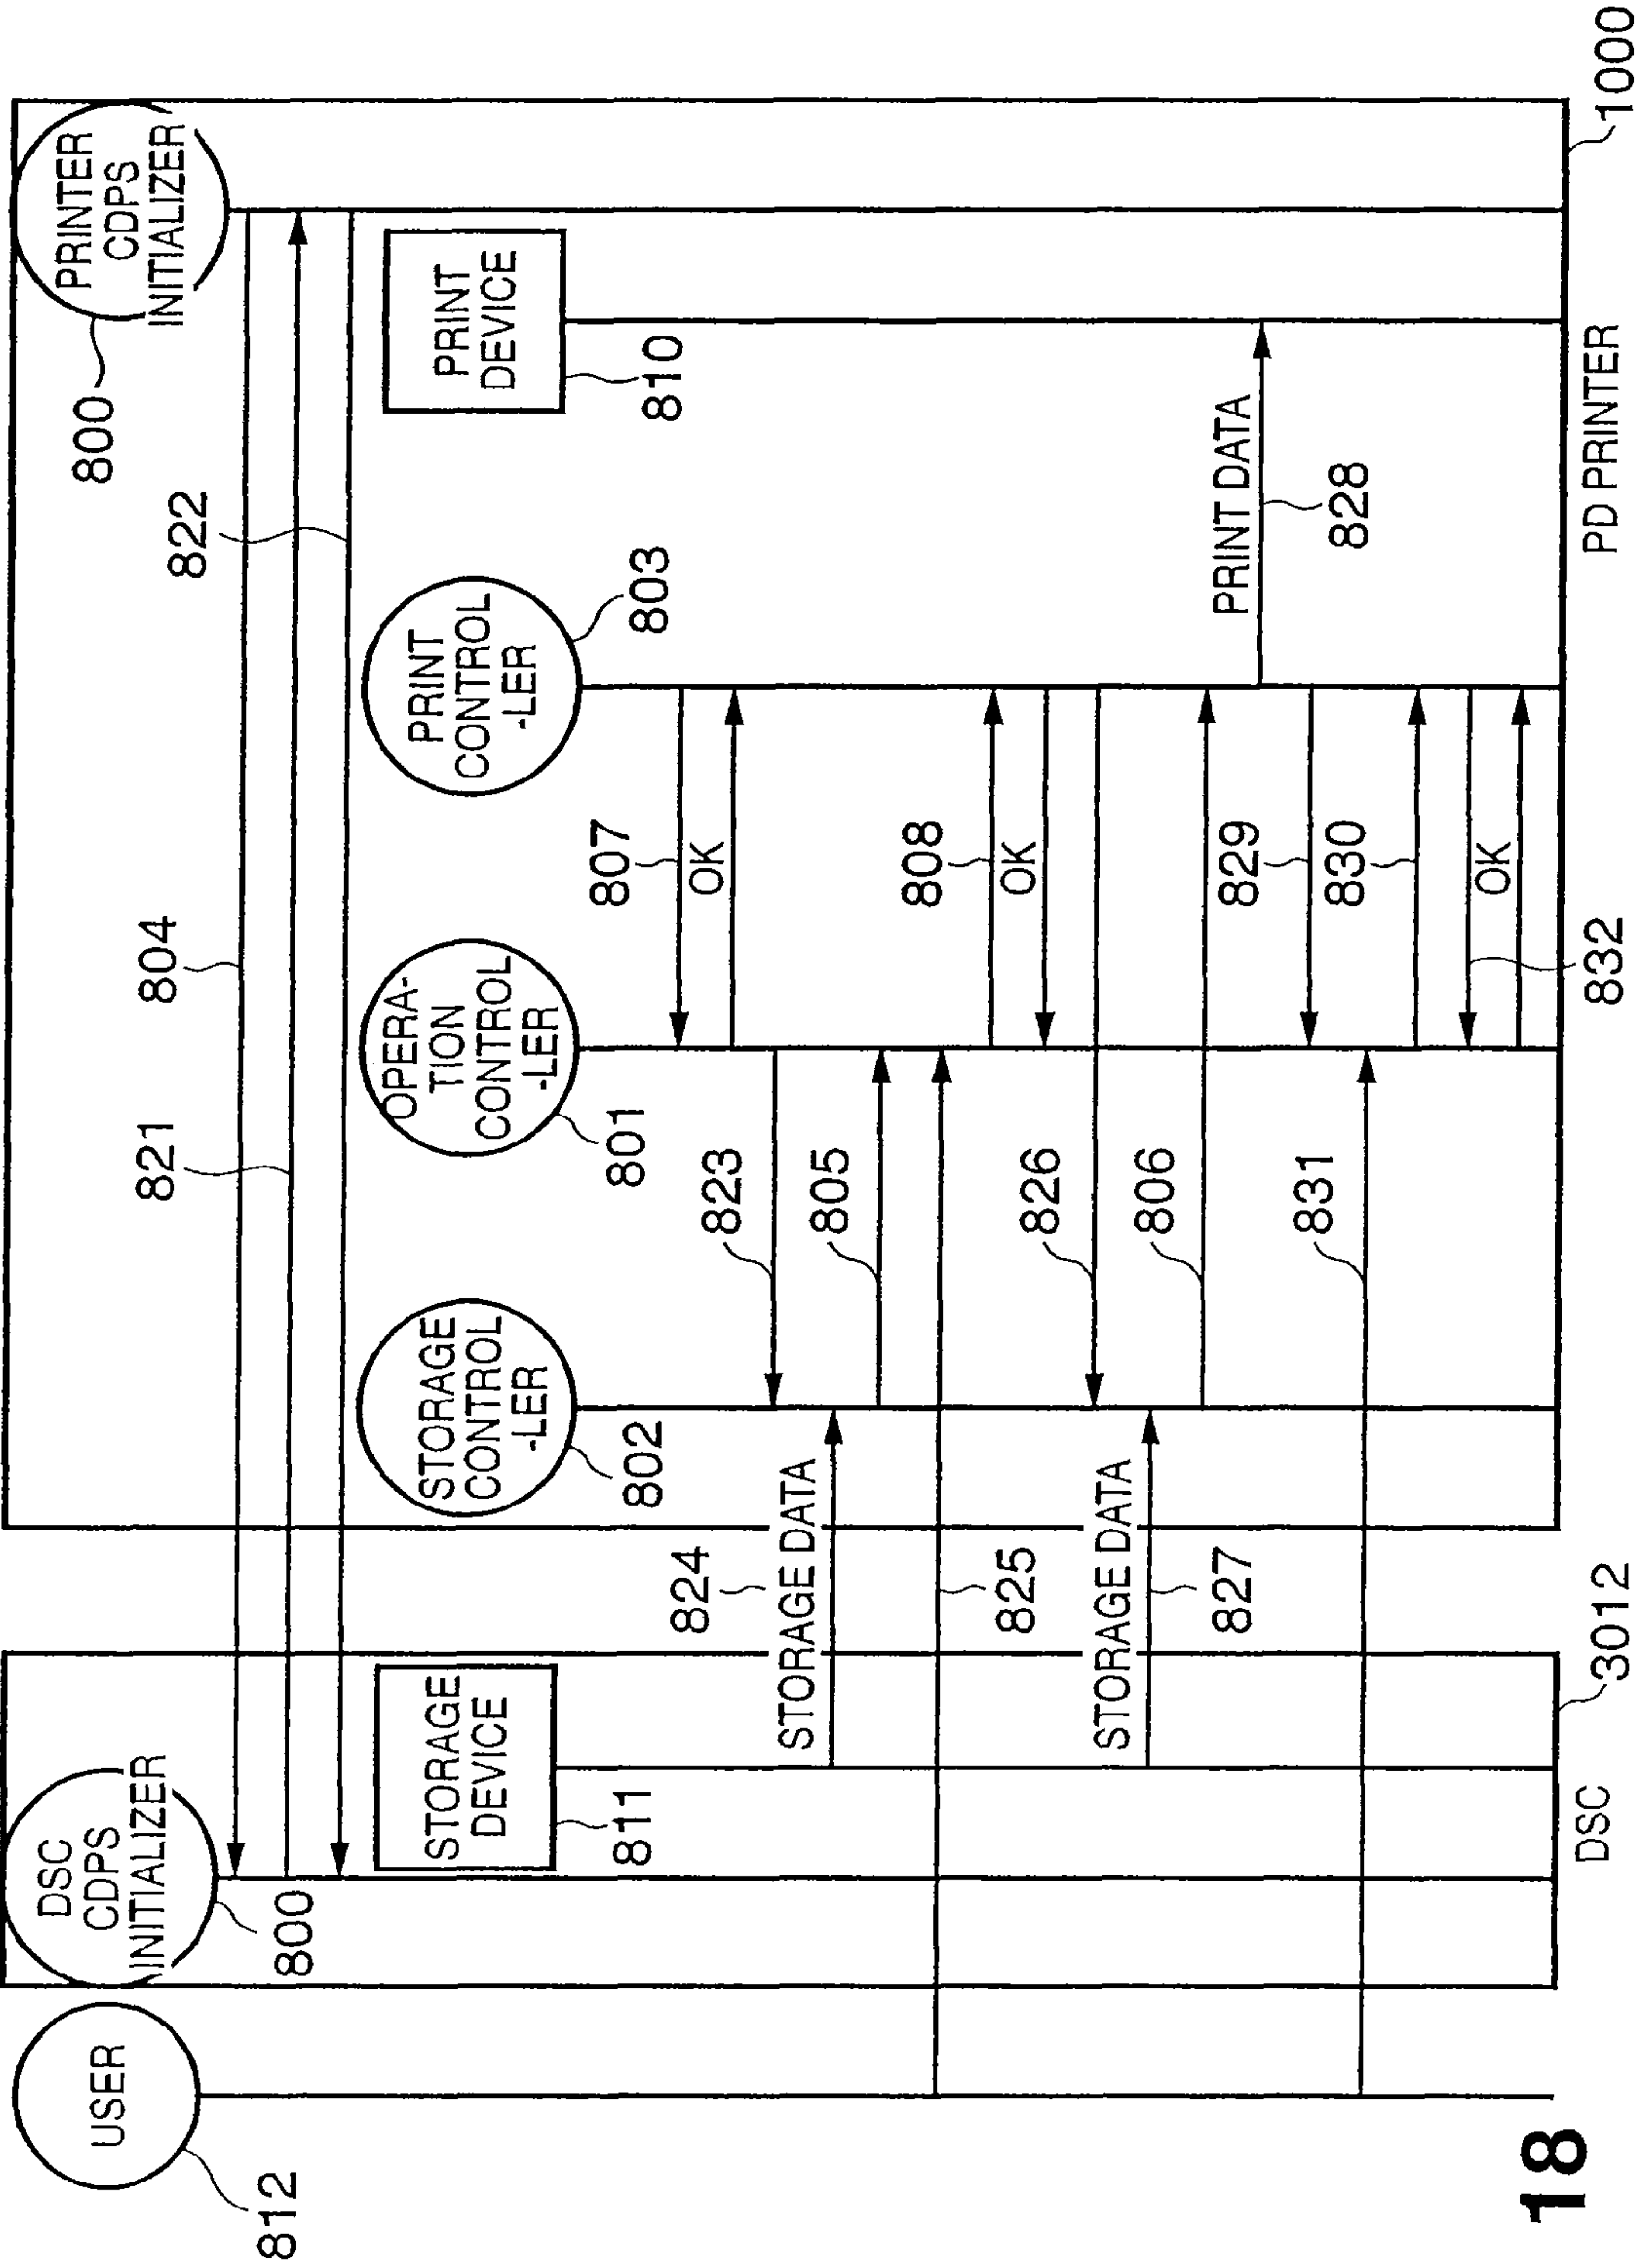 USER
812
DSC
CDPS
INITIALIZER
800
PRINTER
CDPS
INITIALIZER
800
804
821
822
STORAGE
DEVICE
811
STORAGE
CONTROL
-LER
802
OPERA-
TION
CONTROL
-LER
801
PRINT
CONTROL
-LER
803
PRINT
DEVICE
810
807
OK
823
824
STORAGE DATA
805
825
808
OK
826
827
STORAGE DATA
806
PRINT DATA
828
829
831
830
OK
832
DSC
3012
PD PRINTER
1000
18